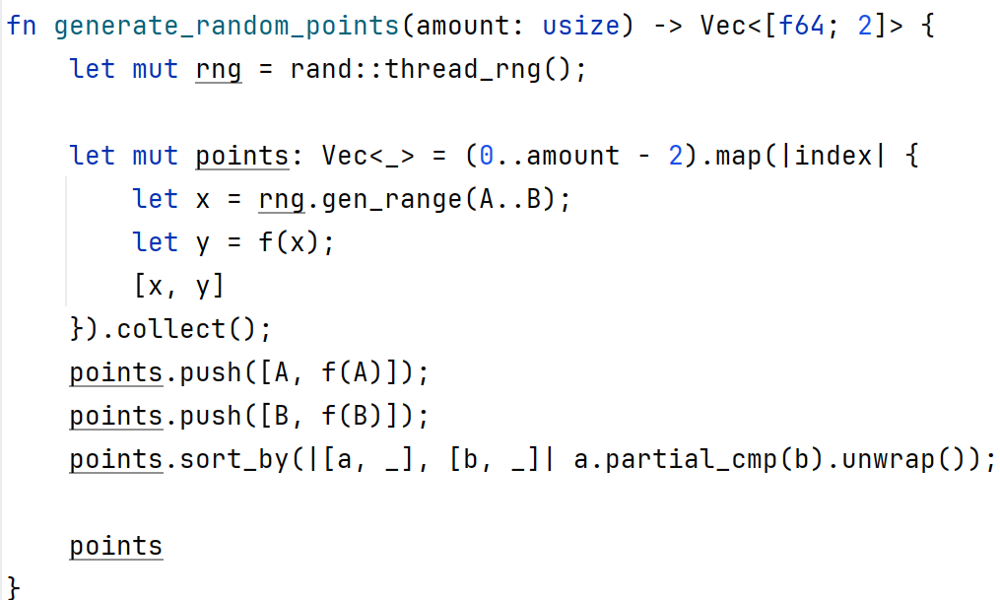 fn generate_random_points(amount: usize) -> Vec<[f64; 2]> {
    let mut rng = rand::thread_rng();

    let mut points: Vec<_> = (0..amount - 2).map(|index| {
        let x = rng.gen_range(A..B);
        let y = f(x);
        [x, y]
    }).collect();
    points.push([A, f(A)]);
    points.push([B, f(B)]);
    points.sort_by(|[a, _], [b, _]| a.partial_cmp(b).unwrap());

    points
}